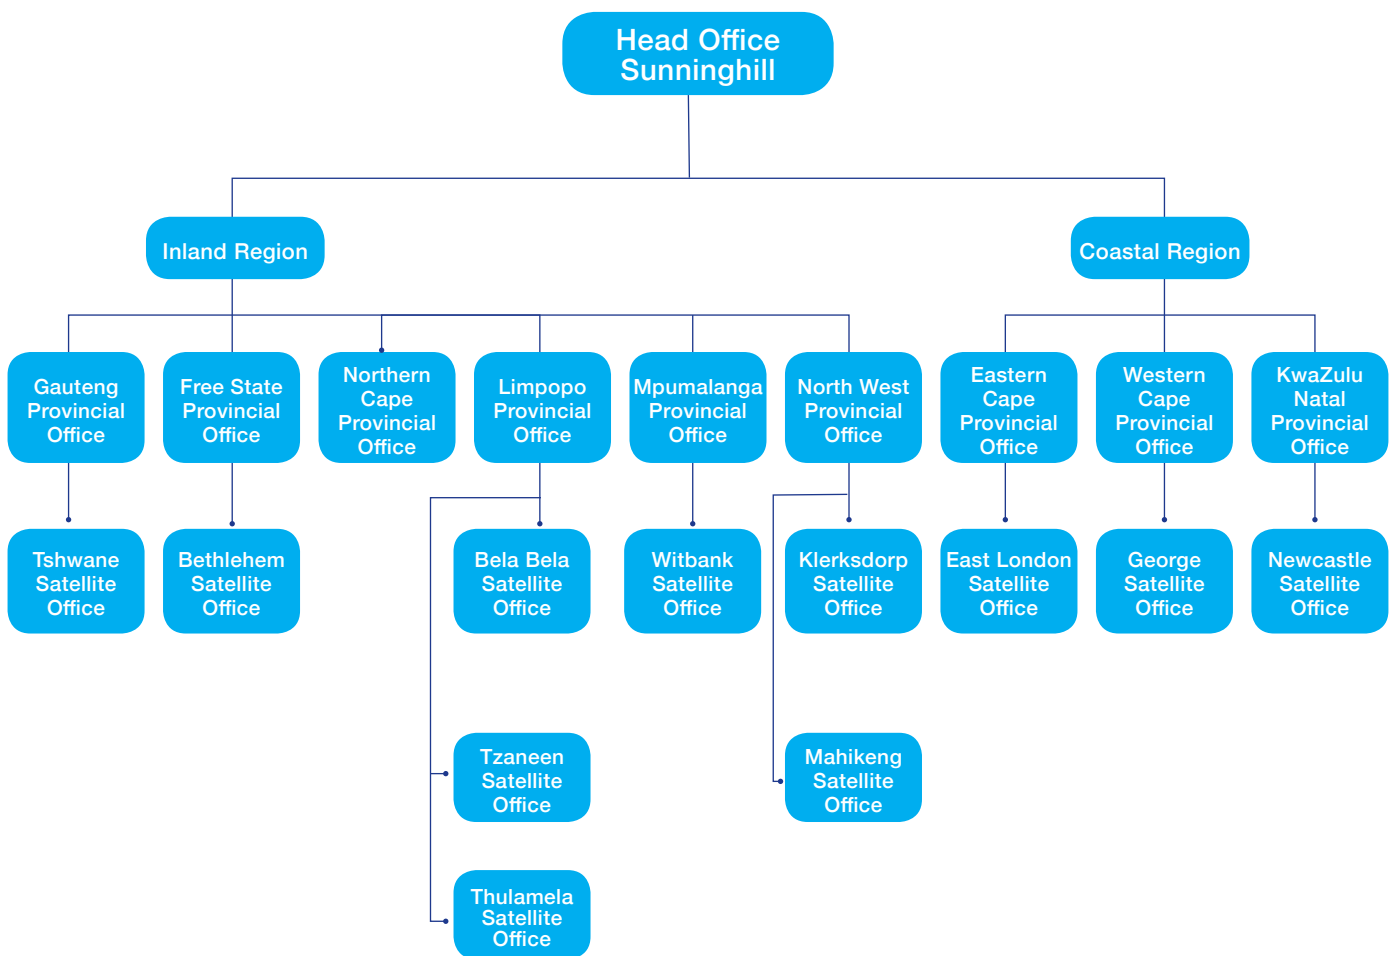 Head Office
Sunninghill
Inland Region
Coastal Region
Gauteng
Provincial
Office
Free State
Provincial
Office
Northern
Cape
Provincial
Office
Limpopo
Provincial
Office
Mpumalanga
Provincial
Office
North West
Provincial
Office
Eastern
Cape
Provincial
Office
Western
Cape
Provincial
Office
KwaZulu
Natal
Provincial
Office
Tshwane
Satellite
Office
Bethlehem
Satellite
Office
Bela Bela
Satellite
Office
Witbank
Satellite
Office
Klerksdorp
Satellite
Office
East London
Satellite
Office
George
Satellite
Office
Newcastle
Satellite
Office
Tzaneen
Satellite
Office
Mahikeng
Satellite
Office
Thulamela
Satellite
Office